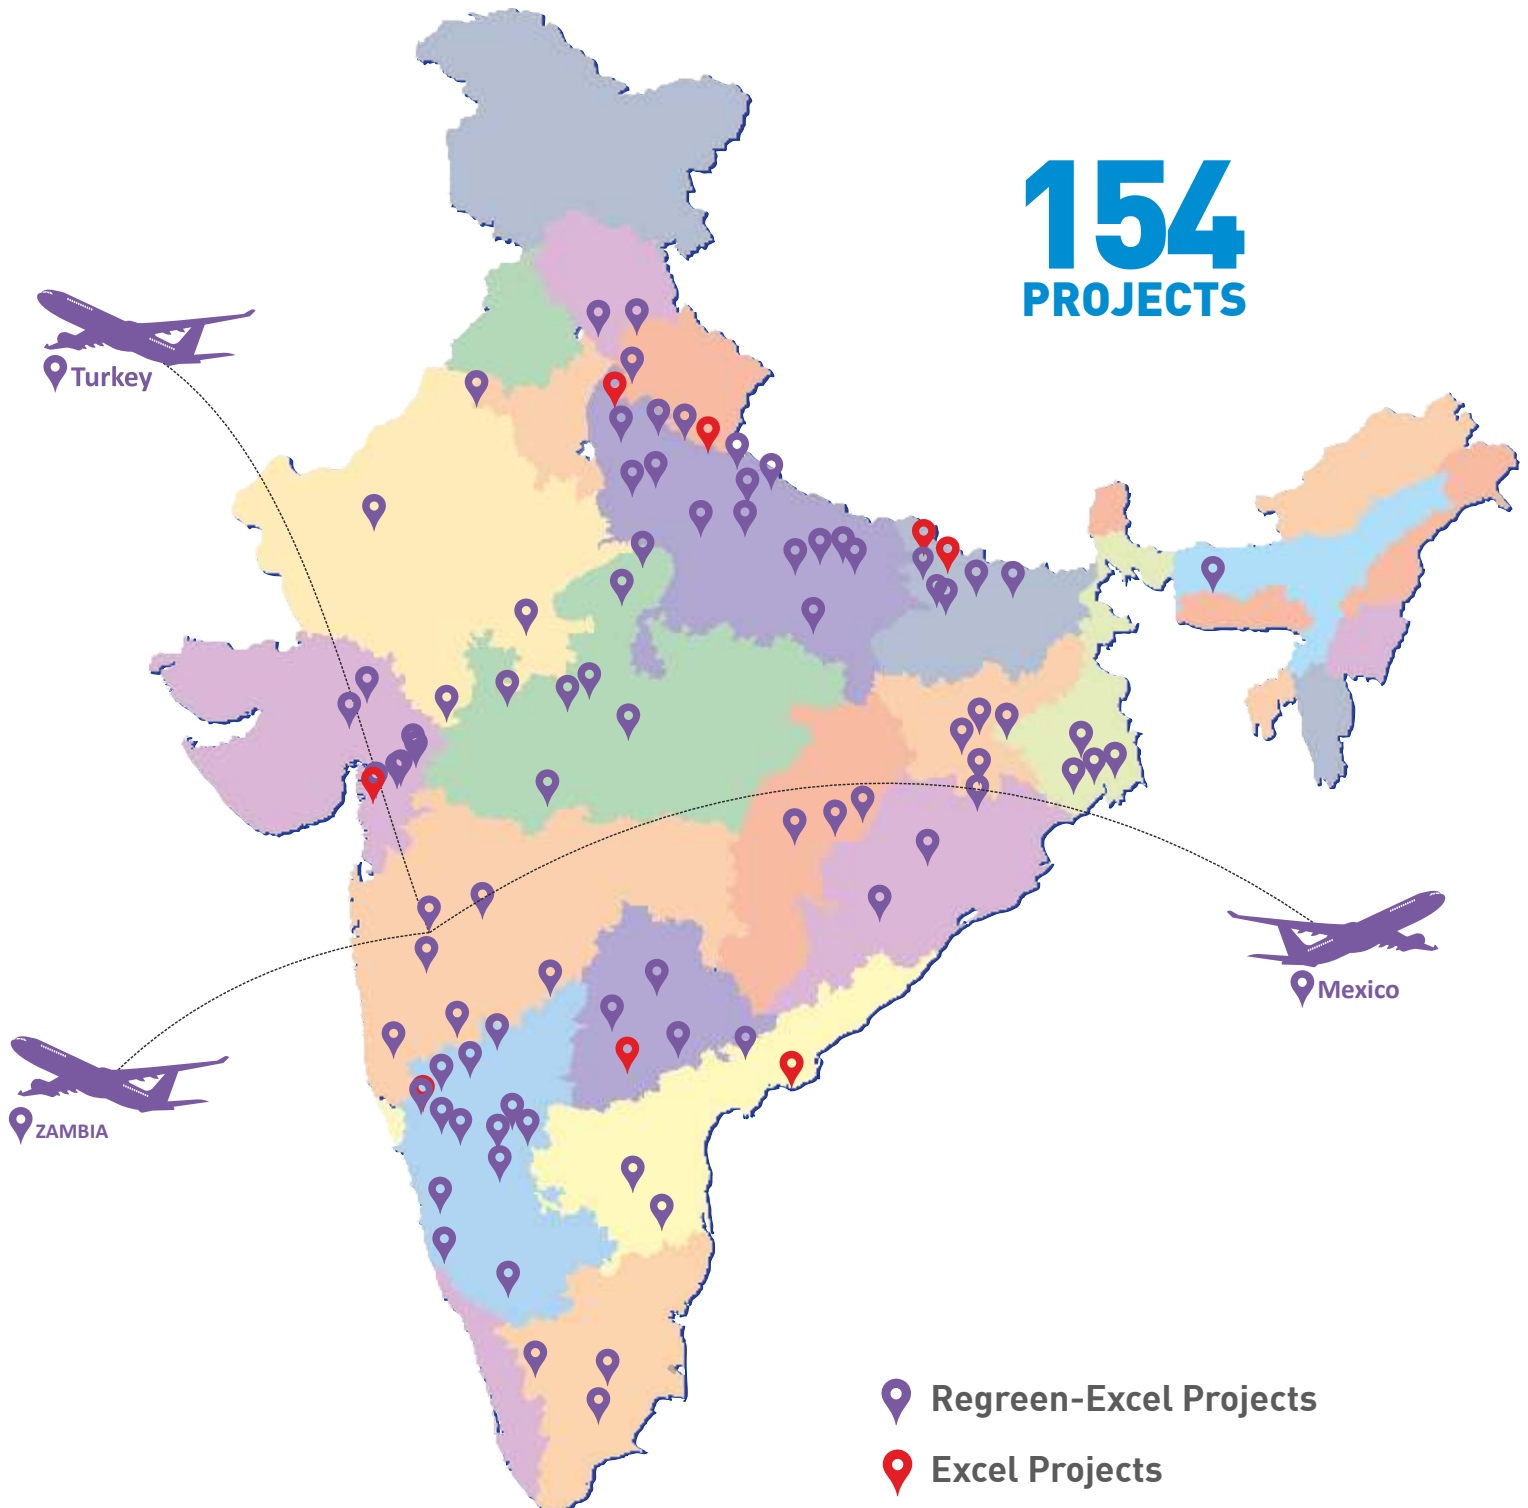 154
PROJECTS
Turkey
Mexico
ZAMBIA
Regreen-Excel Projects
Excel Projects